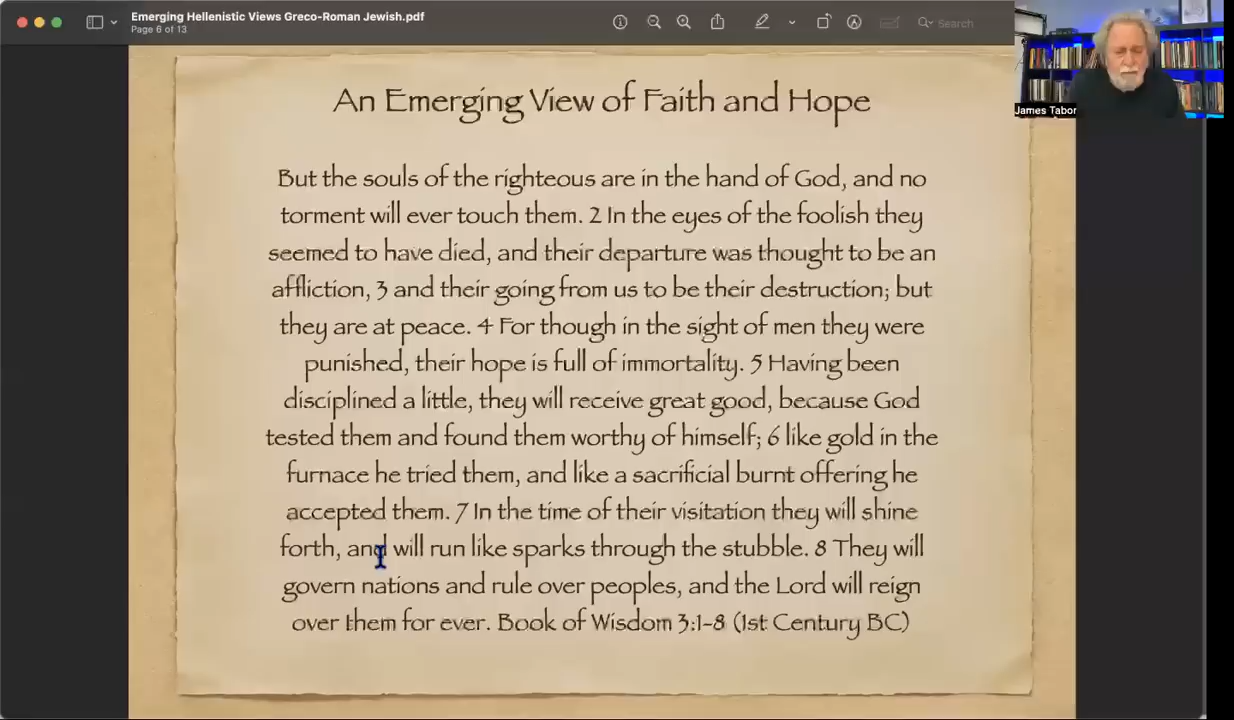 Emerging Hellenistic Views Greco-Roman Jewish.pdf
Page 6 of 13
Search
James Tabor
An Emerging View of Faith and Hope
But the souls of the righteous are in the hand of God, and no
torment will ever touch them. 2 In the eyes of the foolish they
seemed to have died, and their departure was thought to be an
affliction, 3 and their going from us to be their destruction; but
they are at peace. 4 For though in the sight of men they were
punished, their hope is full of immortality. 5 Having been
disciplined a little, they will receive great good, because God
tested them and found them worthy of himself; 6 like gold in the
furnace he tried them, and like a sacrificial burnt offering he
accepted them. 7 In the time of their visitation they will shine
forth, and will run like sparks through the stubble. 8 They will
govern nations and rule over peoples, and the Lord will reign
over them for ever. Book of Wisdom 3:1-8 (1st Century BC)